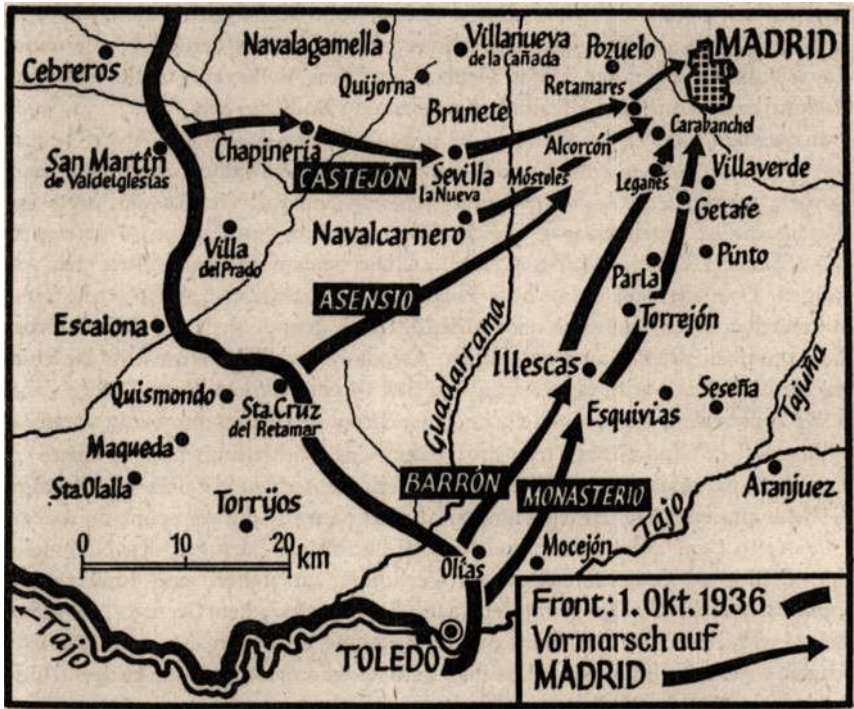 MADRID
Navalagamella
Villanueva
de la Cañada
Pozuelo
Cebreros
Quijorna
Retamares
Brunete
Carabanchel
Chapineria
Alcorcón
San Martín
de Valdeiglesias
CASTEJÓN
Sevilla
la Nueva
Móstoles
Leganés
Villaverde
Getafe
Navalcarnero
Villa
del Prado
Pinto
Parla
ASENSIO
Torrejón
Escalona
Guadarrama
Illescas
Tajuña
Quismondo
Sta. Cruz
del Retamar
Esquivias
Seseña
Maqueda
BARRÓN
MONASTERIO
Sta. Olalla
Aranjuez
Torrijos
Tajo
0 10 20 km
Olías
Mocejón
Tajo
TOLEDO
Front: 1. Okt. 1936
Vormarsch auf
MADRID